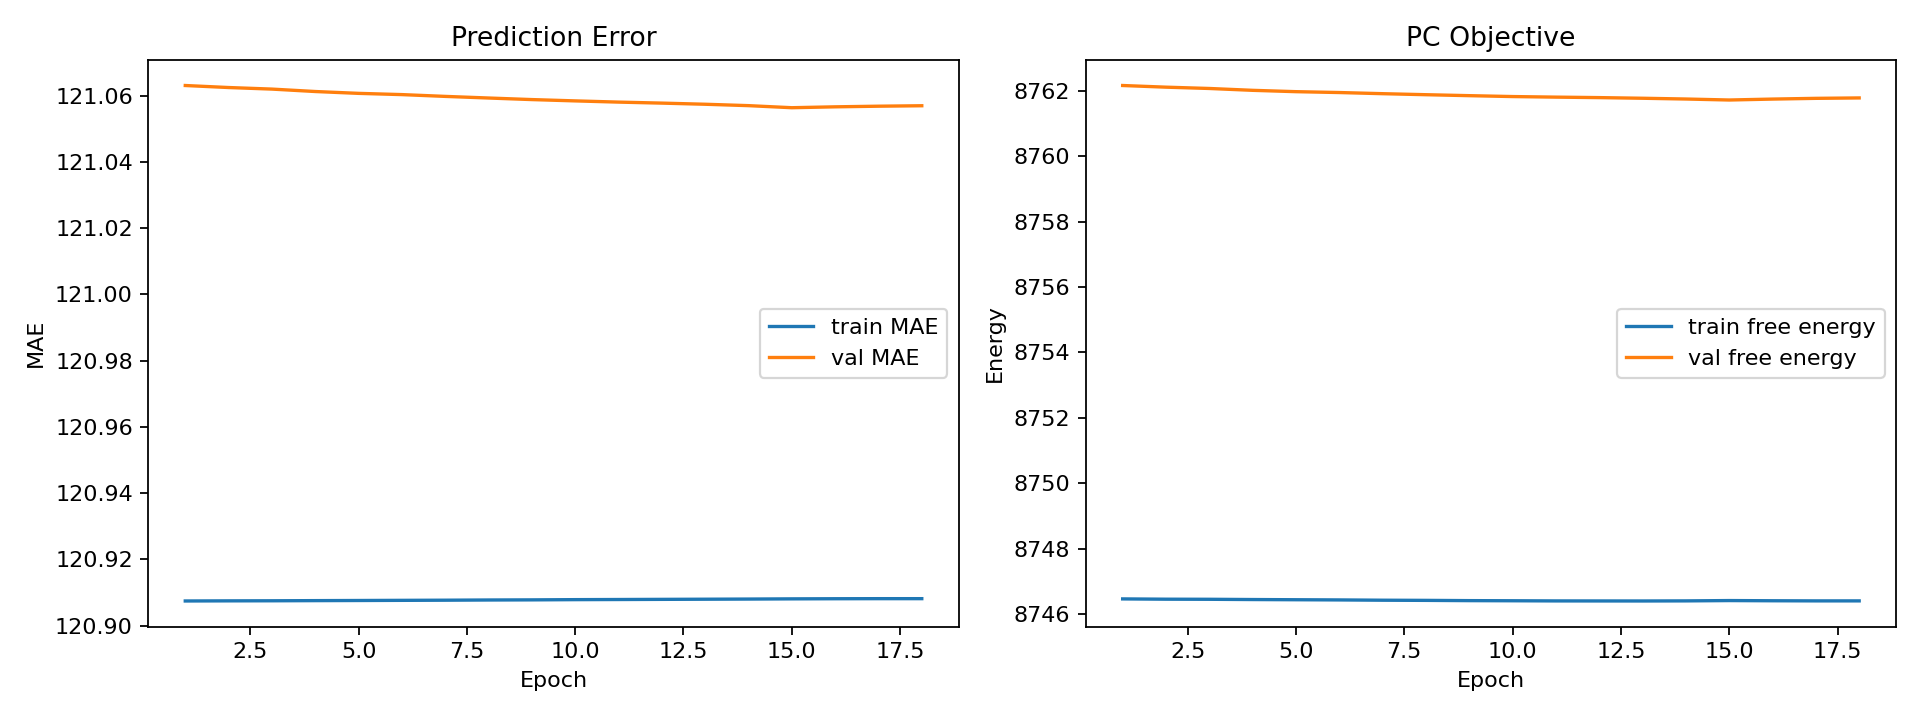 Prediction Error
MAE
121.06
121.04
121.02
121.00
120.98
120.96
120.94
120.92
120.90
train MAE
val MAE
2.5 5.0 7.5 10.0 12.5 15.0 17.5
Epoch
PC Objective
Energy
8762
8760
8758
8756
8754
8752
8750
8748
8746
train free energy
val free energy
2.5 5.0 7.5 10.0 12.5 15.0 17.5
Epoch